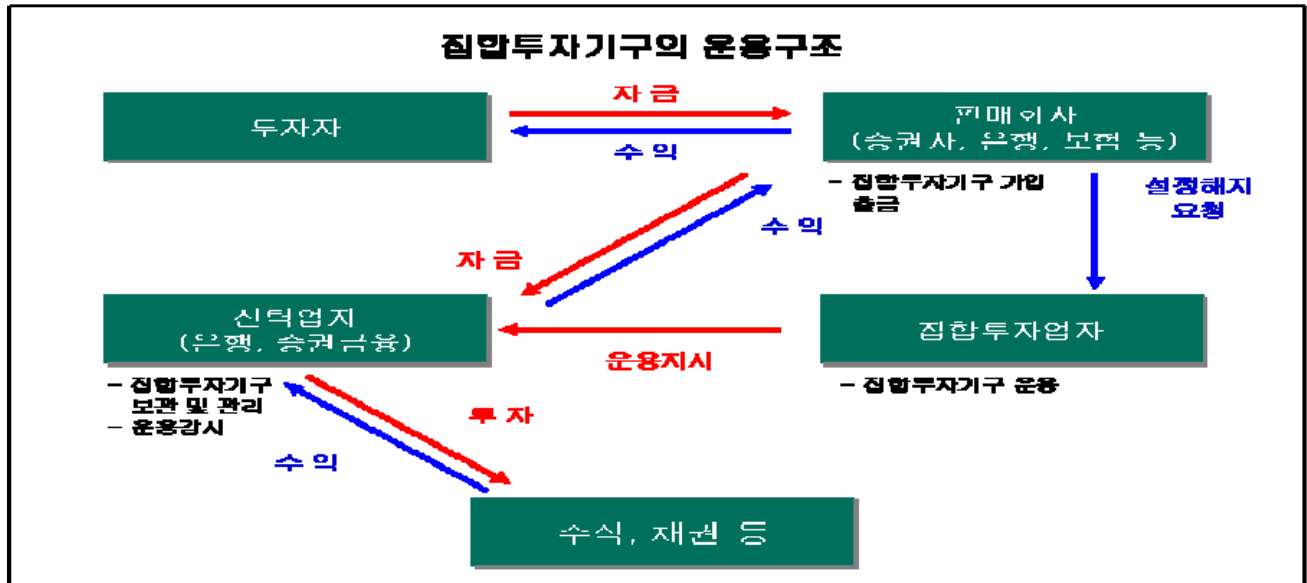 집합투자기구의 운용구조
자 금
투자자
판매회사
(증권사, 은행, 보험 등)
수 익
- 집합투자기구 가입
출금
설정해지
요청
수 익
자 금
신탁업자
(은행, 증권금융)
집합투자업자
운용지시
- 집합투자기구
보관 및 관리
- 운용감시
- 집합투자기구 운용
투 자
수 익
주식, 채권 등